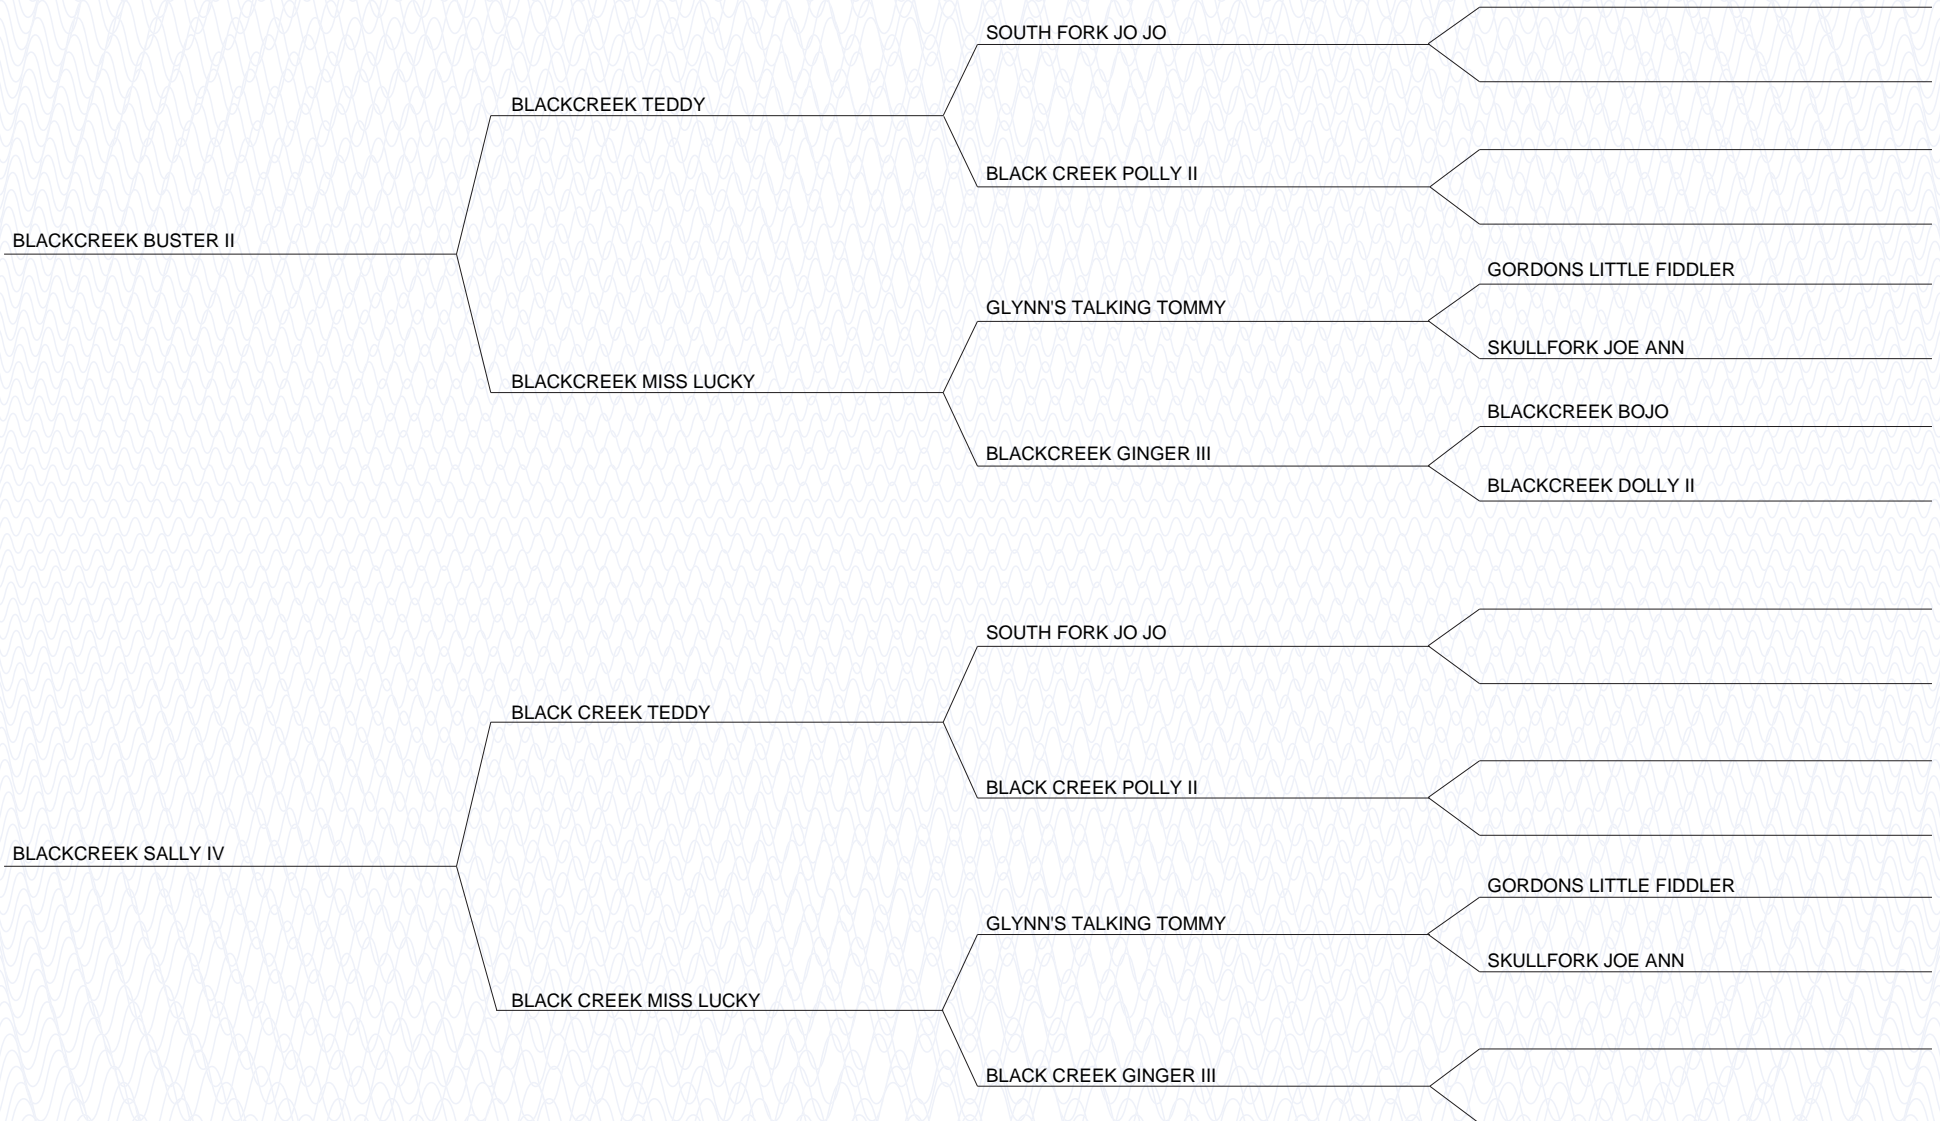 SOUTH FORK JO JO
BLACKCREEK TEDDY
BLACK CREEK POLLY II
BLACKCREEK BUSTER II
GORDONS LITTLE FIDDLER
GLYNN'S TALKING TOMMY
SKULLFORK JOE ANN
BLACKCREEK MISS LUCKY
BLACKCREEK BOJO
BLACKCREEK GINGER III
BLACKCREEK DOLLY II
SOUTH FORK JO JO
BLACK CREEK TEDDY
BLACK CREEK POLLY II
BLACKCREEK SALLY IV
GORDONS LITTLE FIDDLER
GLYNN'S TALKING TOMMY
SKULLFORK JOE ANN
BLACK CREEK MISS LUCKY
BLACK CREEK GINGER III